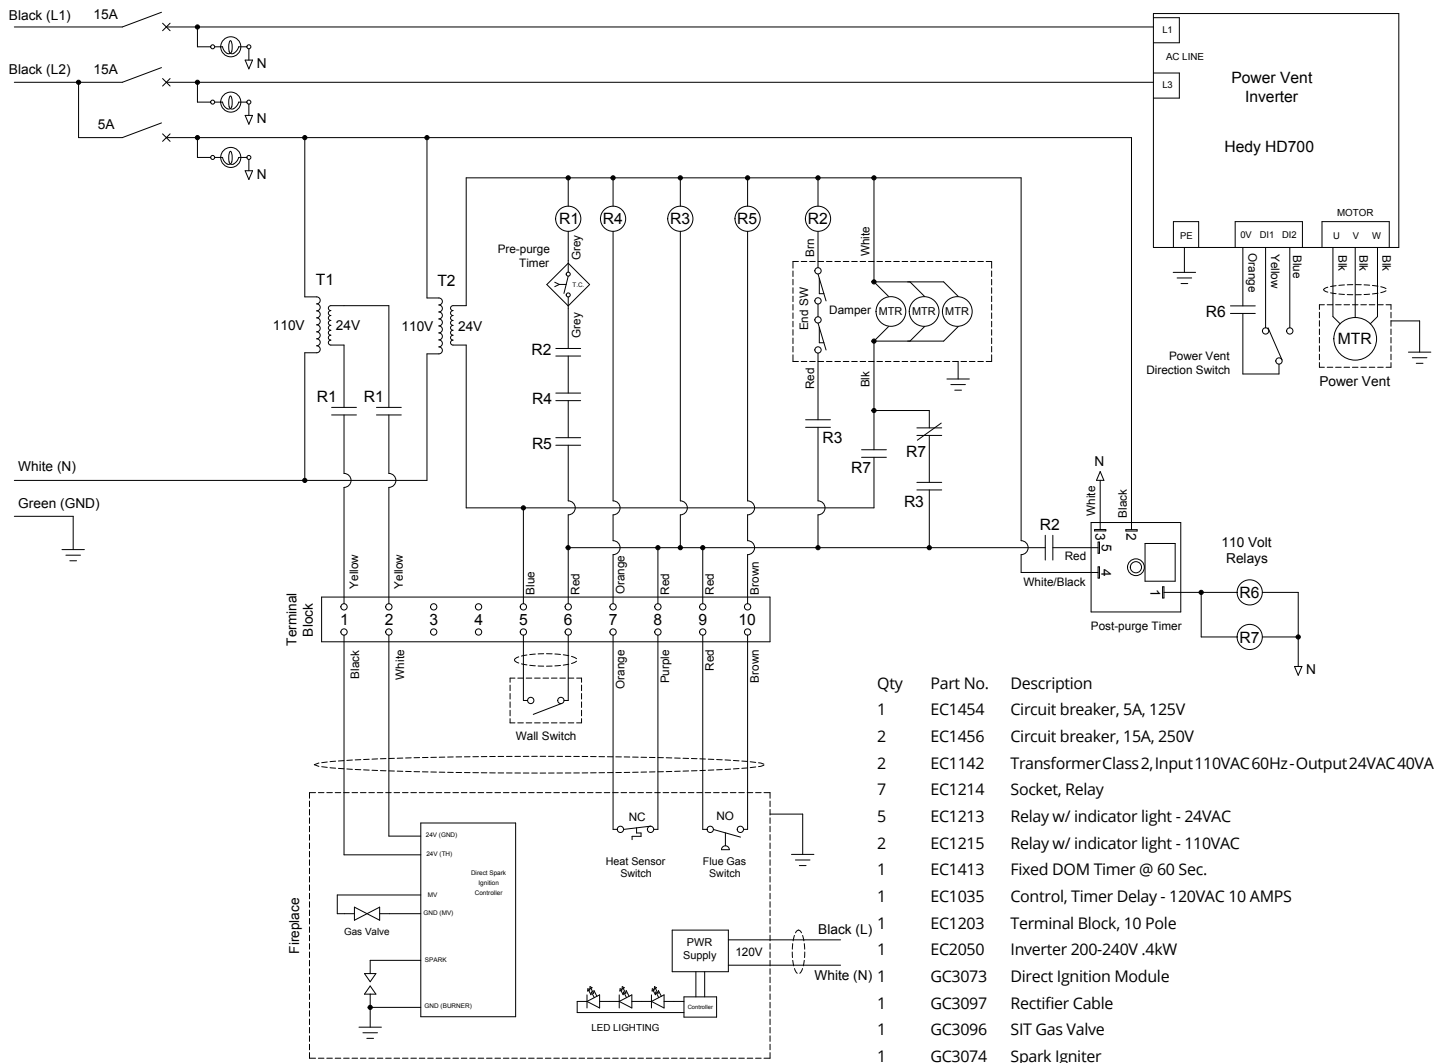 Black (L1) 15A
N
Black (L2) 15A
N
5A
N
L1
AC LINE
L3
Power Vent
Inverter
Hedy HD700
PE
0V DI1 DI2
MOTOR
U V W
Orange
Yellow
Blue
Blk
Blk
Blk
R6
Power Vent
Direction Switch
MTR
Power Vent
R1 R4 R3 R5 R2
Grey
Pre-purge
Timer
T.C.
Grey
R2
R4
R5
Brn
White
End SW
Damper
MTR MTR MTR
Red
Blk
R3
R7
R7
R3
T1
110V 24V
T2
110V 24V
R1 R1
White (N)
Green (GND)
N
White
Black
3
2
5
4
1
R2
Red
White/Black
Post-purge Timer
110 Volt
Relays
R6
R7
N
Yellow
Yellow
Blue
Red
Orange
Red
Red
Brown
Terminal
Block
1 2 3 4 5 6 7 8 9 10
Black
White
Orange
Purple
Red
Brown
Wall Switch
Fireplace
24V (GND)
24V (TH)
Direct Spark
Ignition
Controller
MV
GND (MV)
Gas Valve
SPARK
GND (BURNER)
NC
Heat Sensor
Switch
NO
Flue Gas
Switch
PWR
Supply
120V
Black (L)
White (N)
Controller
LED LIGHTING
Qty Part No. Description
1 EC1454 Circuit breaker, 5A, 125V
2 EC1456 Circuit breaker, 15A, 250V
2 EC1142 Transformer Class 2, Input 110VAC 60Hz - Output 24VAC 40VA
7 EC1214 Socket, Relay
5 EC1213 Relay w/ indicator light - 24VAC
2 EC1215 Relay w/ indicator light - 110VAC
1 EC1413 Fixed DOM Timer @ 60 Sec.
1 EC1035 Control, Timer Delay - 120VAC 10 AMPS
1 EC1203 Terminal Block, 10 Pole
1 EC2050 Inverter 200-240V .4kW
1 GC3073 Direct Ignition Module
1 GC3097 Rectifier Cable
1 GC3096 SIT Gas Valve
1 GC3074 Spark Igniter